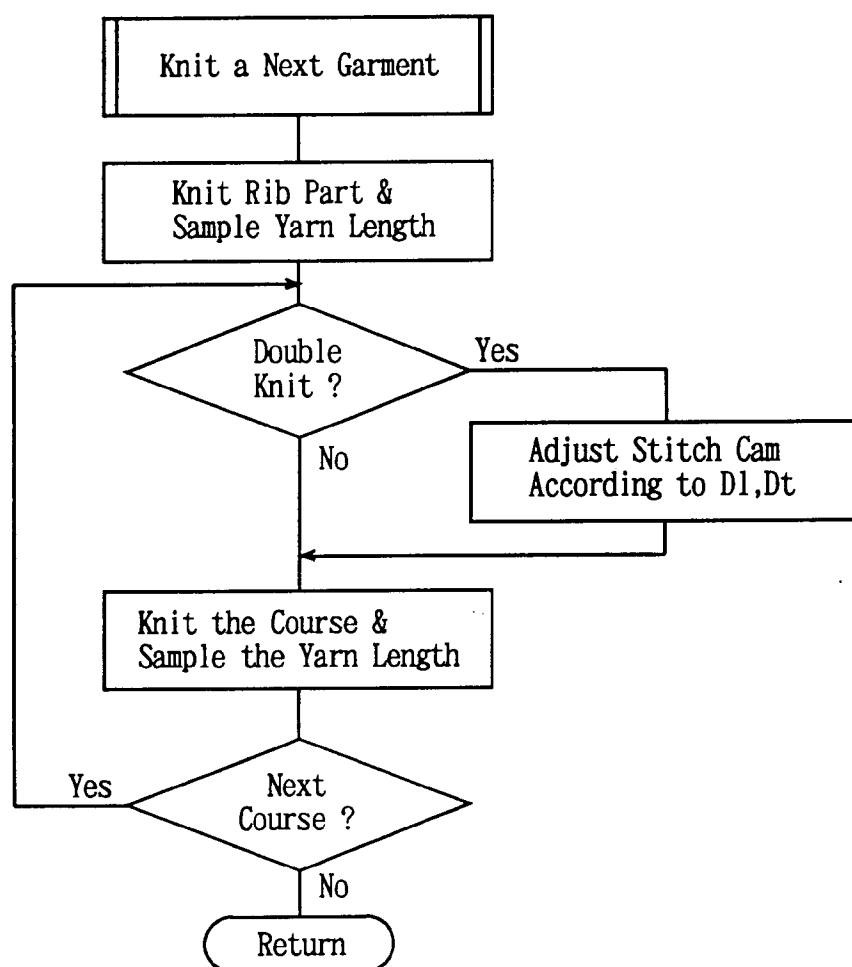 Knit a Next Garment
Knit Rib Part &
Sample Yarn Length
Double
Knit ?
Yes
No
Adjust Stitch Cam
According to Dl,Dt
Knit the Course &
Sample the Yarn Length
Yes
Next
Course ?
No
Return